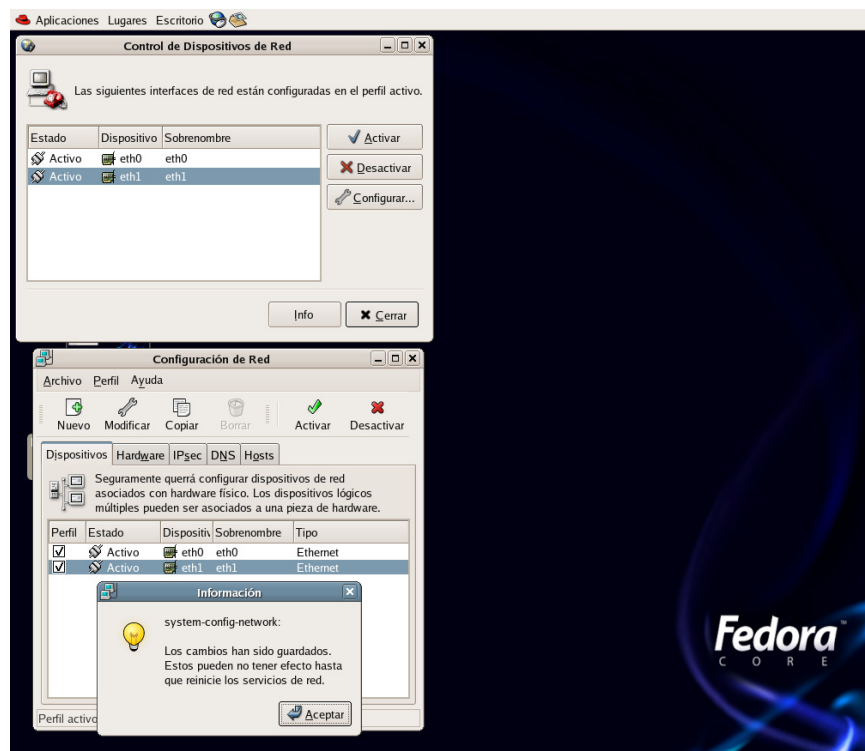 Aplicaciones Lugares Escritorio
Control de Dispositivos de Red
Las siguientes interfaces de red están configuradas en el perfil activo.
Estado Dispositivo Sobrenombre
Activo eth0 eth0
Activo eth1 eth1
Activar
Desactivar
Configurar...
Info Cerrar
Configuración de Red
Archivo Perfil Ayuda
Nuevo Modificar Copiar Borrar Activar Desactivar
Dispositivos Hardware IPsec DNS Hosts
Seguramente querrá configurar dispositivos de red
asociados con hardware físico. Los dispositivos lógicos
múltiples pueden ser asociados a una pieza de hardware.
Perfil Estado Dispositiv Sobrenombre Tipo
Activo eth0 eth0 Ethernet
Activo eth1 eth1 Ethernet
Información
system-config-network:
Los cambios han sido guardados.
Estos pueden no tener efecto hasta
que reinicie los servicios de red.
Aceptar
Perfil activo
Fedora™
CORE